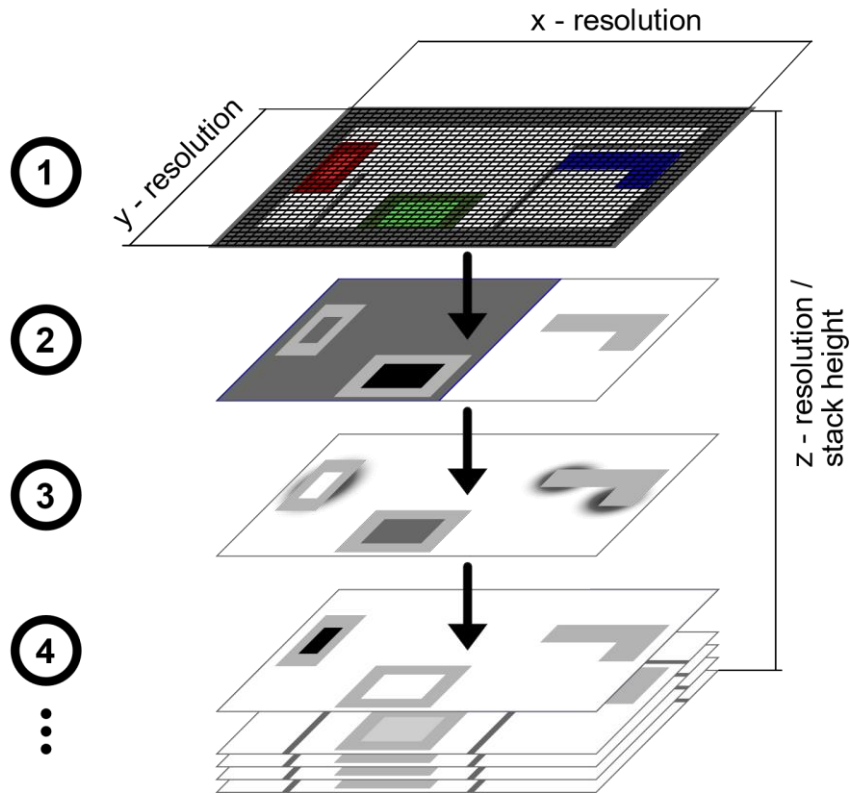 x - resolution
y - resolution
1
2
z - resolution /
stack height
3
4